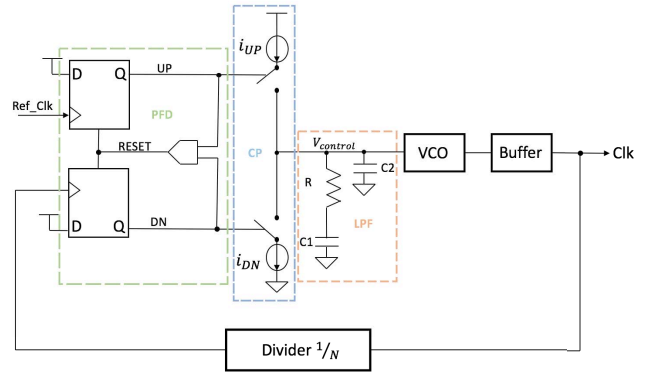 i_UP
D Q UP
Ref_Clk
PFD
RESET
CP
V_control
VCO
Buffer
Clk
C2
R
D Q DN
LPF
C1
i_DN
Divider 1/N